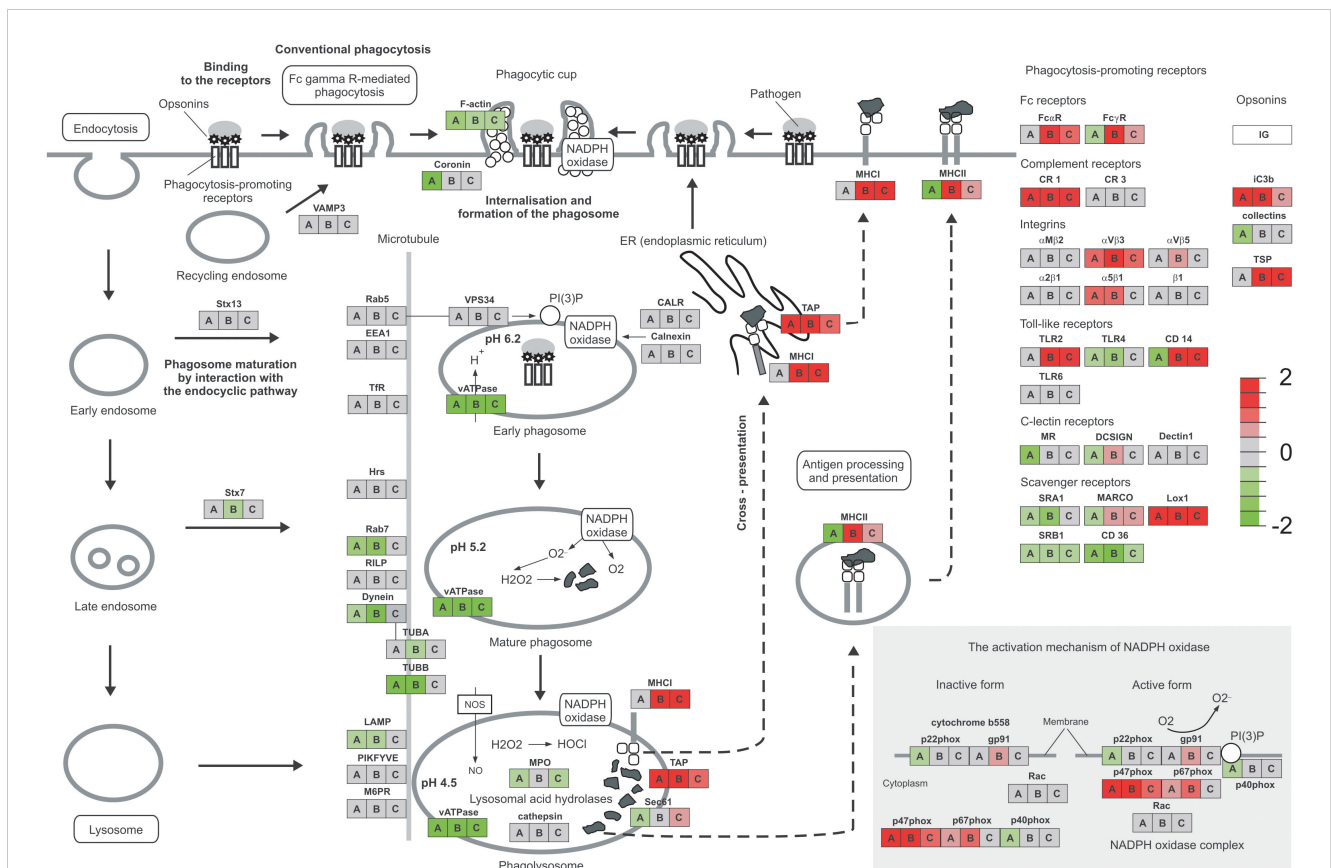 Conventional phagocytosis
Binding
to the receptors
Fc gamma R-mediated
phagocytosis
Phagocytic cup
Opsonins
F-actin
A B C
Pathogen
Endocytosis
NADPH
oxidase
Coronin
A B C
Phagocytosis-promoting
receptors
VAMP3
A B C
Internalisation and
formation of the phagosome
MHCI
A B C
MHCII
A B C
Recycling endosome
Microtubule
ER (endoplasmic reticulum)
Stx13
A B C
Rab5
A B C
VPS34
A B C
PI(3)P
CALR
A B C
TAP
A B C
EEA1
A B C
pH 6.2
NADPH
oxidase
Calnexin
A B C
H+
MHCI
A B C
Phagosome maturation
by interaction with
the endocyclic pathway
TfR
A B C
vATPase
A B C
Early endosome
Early phagosome
Cross - presentation
Antigen processing
and presentation
Hrs
A B C
Stx7
A B C
NADPH
oxidase
MHCII
A B C
Rab7
A B C
pH 5.2
O2-
O2
H2O2
RILP
A B C
Late endosome
Dynein
A B C
vATPase
A B C
TUBA
A B C
Mature phagosome
TUBB
A B C
MHCI
A B C
NOS
NADPH
oxidase
LAMP
A B C
H2O2
HOCl
PIKFYVE
A B C
NO
MPO
A B C
TAP
A B C
pH 4.5
M6PR
A B C
Lysosomal acid hydrolases
Sec61
A B C
vATPase
A B C
cathepsin
A B C
Lysosome
Phagolysosome
Phagocytosis-promoting receptors
Fc receptors
Opsonins
FcαR
A B C
FcγR
A B C
IG
Complement receptors
CR 1
A B C
CR 3
A B C
iC3b
A B C
collectins
A B C
Integrins
αMβ2
A B C
αVβ3
A B C
αVβ5
A B C
TSP
A B C
α2β1
A B C
α5β1
A B C
β1
A B C
Toll-like receptors
TLR2
A B C
TLR4
A B C
CD 14
A B C
TLR6
A B C
2
0
-2
C-lectin receptors
MR
A B C
DCSIGN
A B C
Dectin1
A B C
Scavenger receptors
SRA1
A B C
MARCO
A B C
Lox1
A B C
SRB1
A B C
CD 36
A B C
The activation mechanism of NADPH oxidase
Inactive form
Active form
O2-
O2
cytochrome b558
Membrane
p22phox gp91
A B C A B C
p22phox gp91
A B C A B C
PI(3)P
A B C
p40phox
Cytoplasm
Rac
A B C
p47phox p67phox
A B C A B C
Rac
A B C
p47phox p67phox p40phox
A B C A B C A B C
NADPH oxidase complex